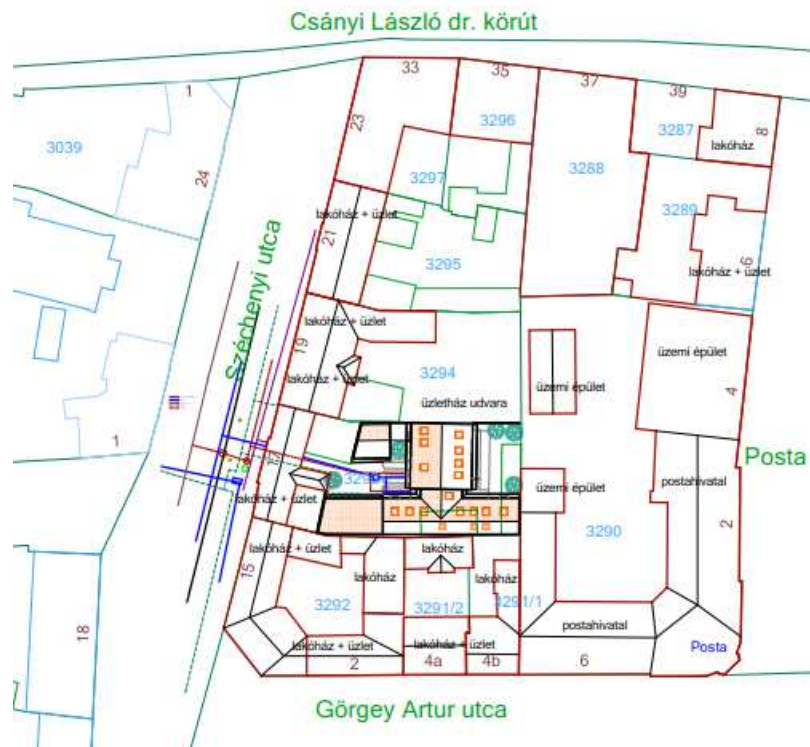 Csányi László dr. körút
33
35
37
39
1
23
3296
3287
8
lakóház
3039
24
3297
3288
3289
lakóház + üzlet
21
6
lakóház + üzlet
3295
Széchenyi utca
lakóház + üzlet
19
üzemi épület
lakóház + üzlet
3294
üzemi épület
4
üzletház udvara
1
17
Posta
lakóház + üzlet
üzemi épület
postahivatal
2
15
lakóház + üzlet
lakóház
3290
lakóház
lakóház
3292
3291/2
3291/1
18
postahivatal
lakóház + üzlet
lakóház + üzlet
Posta
2
4a
4b
6
Görgey Artur utca